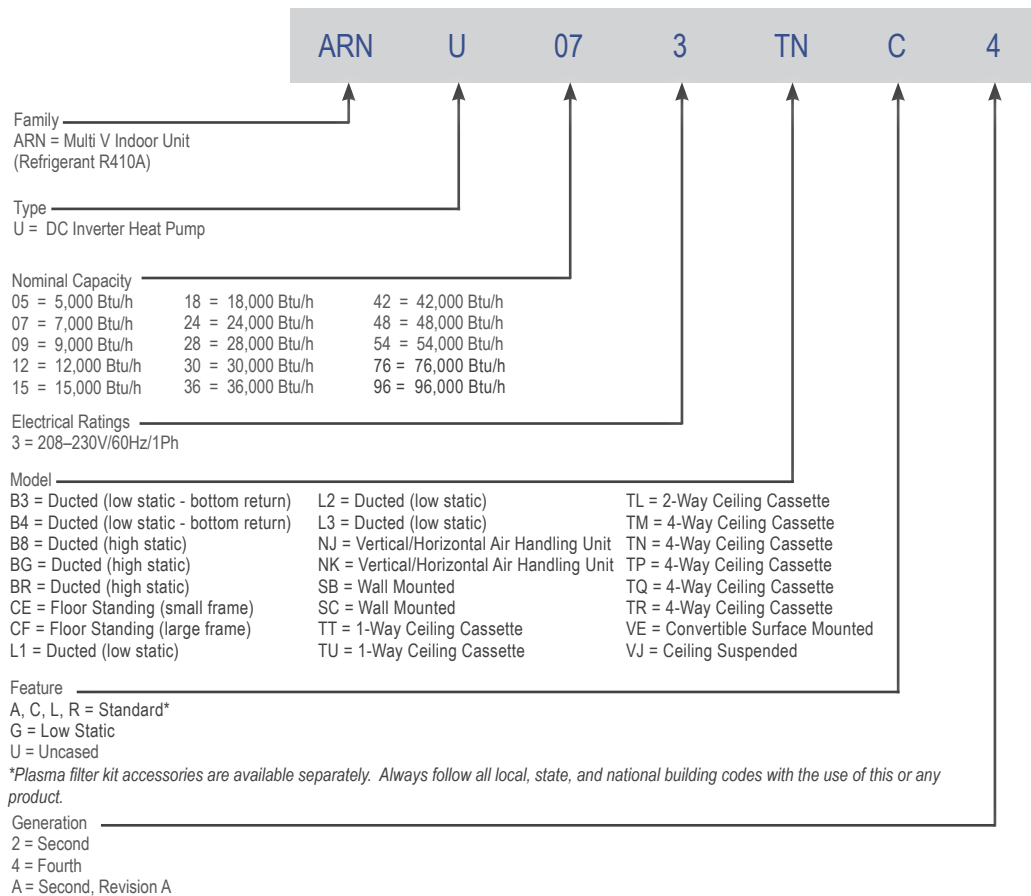 ARN U 07 3 TN C 4
Family
ARN = Multi V Indoor Unit
(Refrigerant R410A)
Type
U = DC Inverter Heat Pump
Nominal Capacity
05 = 5,000 Btu/h 18 = 18,000 Btu/h 42 = 42,000 Btu/h
07 = 7,000 Btu/h 24 = 24,000 Btu/h 48 = 48,000 Btu/h
09 = 9,000 Btu/h 28 = 28,000 Btu/h 54 = 54,000 Btu/h
12 = 12,000 Btu/h 30 = 30,000 Btu/h 76 = 76,000 Btu/h
15 = 15,000 Btu/h 36 = 36,000 Btu/h 96 = 96,000 Btu/h
Electrical Ratings
3 = 208–230V/60Hz/1Ph
Model
B3 = Ducted (low static - bottom return) L2 = Ducted (low static) TL = 2-Way Ceiling Cassette
B4 = Ducted (low static - bottom return) L3 = Ducted (low static) TM = 4-Way Ceiling Cassette
B8 = Ducted (high static) NJ = Vertical/Horizontal Air Handling Unit TN = 4-Way Ceiling Cassette
BG = Ducted (high static) NK = Vertical/Horizontal Air Handling Unit TP = 4-Way Ceiling Cassette
BR = Ducted (high static) SB = Wall Mounted TQ = 4-Way Ceiling Cassette
CE = Floor Standing (small frame) SC = Wall Mounted TR = 4-Way Ceiling Cassette
CF = Floor Standing (large frame) TT = 1-Way Ceiling Cassette VE = Convertible Surface Mounted
L1 = Ducted (low static) TU = 1-Way Ceiling Cassette VJ = Ceiling Suspended
Feature
A, C, L, R = Standard*
G = Low Static
U = Uncased
*Plasma filter kit accessories are available separately. Always follow all local, state, and national building codes with the use of this or any
product.
Generation
2 = Second
4 = Fourth
A = Second, Revision A